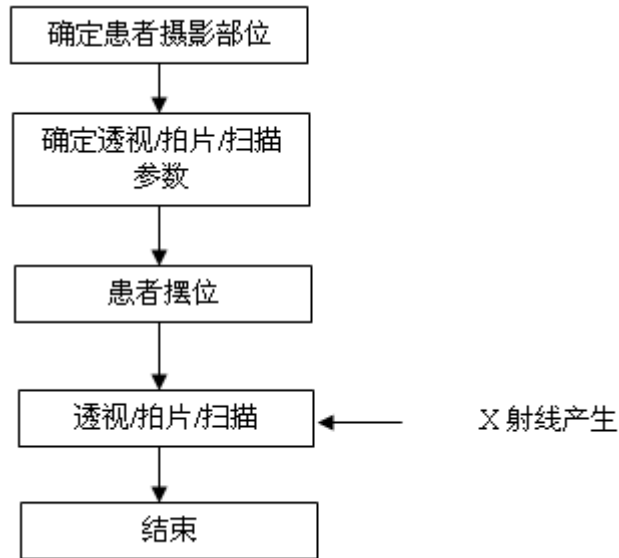 确定患者摄影部位
确定透视/拍片/扫描
参数
患者摆位
透视/拍片/扫描
X 射线产生
结束